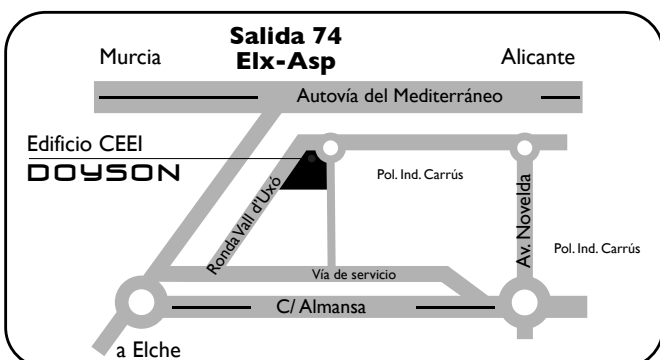 Salida 74
Elx-Asp
Murcia
Alicante
Autovía del Mediterráneo
Edificio CEEI
DOYSON
Pol. Ind. Carrús
Ronda Vall d'Uxó
Av. Novelda
Pol. Ind. Carrús
Vía de servicio
C/ Almansa
a Elche